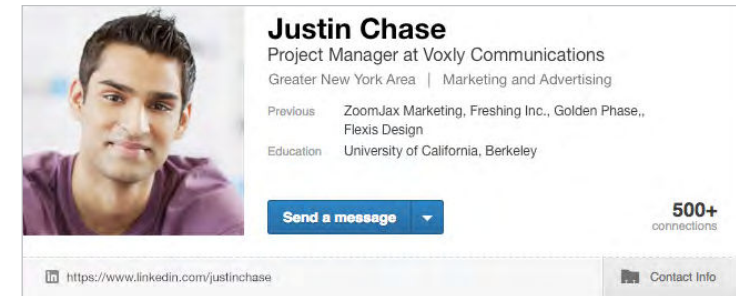 Justin Chase
Project Manager at Voxly Communications
Greater New York Area | Marketing and Advertising
Previous ZoomJax Marketing, Freshing Inc., Golden Phase,,
Flexis Design
Education University of California, Berkeley
Send a message
500+
connections
in https://www.linkedin.com/justinchase
Contact Info